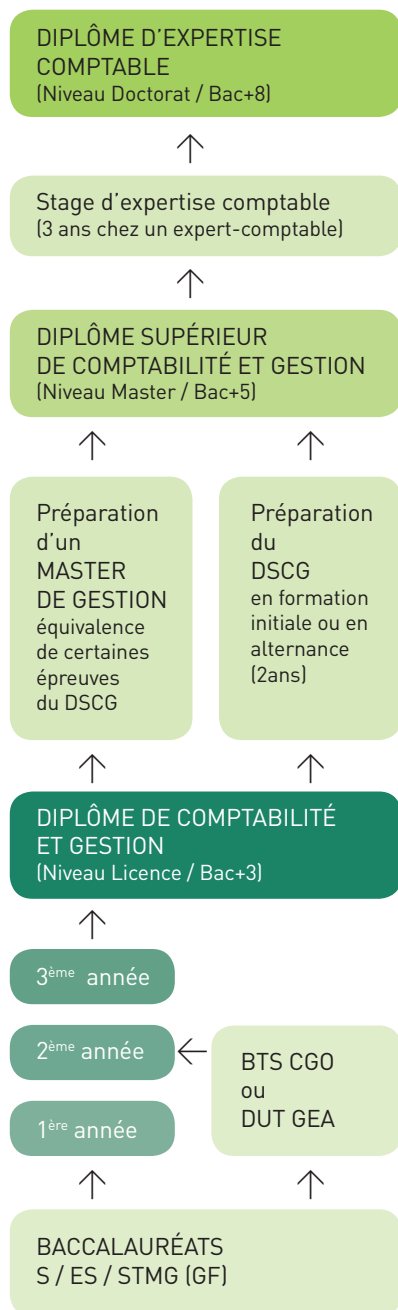 DIPLÔME D'EXPERTISE
COMPTABLE
(Niveau Doctorat / Bac+8)
Stage d'expertise comptable
(3 ans chez un expert-comptable)
DIPLÔME SUPÉRIEUR
DE COMPTABILITÉ ET GESTION
(Niveau Master / Bac+5)
Préparation
d'un
MASTER
DE GESTION
équivalence
de certaines
épreuves
du DSCG
Préparation
du
DSCG
en formation
initiale ou en
alternance
(2ans)
DIPLÔME DE COMPTABILITÉ
ET GESTION
(Niveau Licence / Bac+3)
3ème année
2ème année
1ère année
BTS CGO
ou
DUT GEA
BACCALAURÉATS
S / ES / STMG (GF)